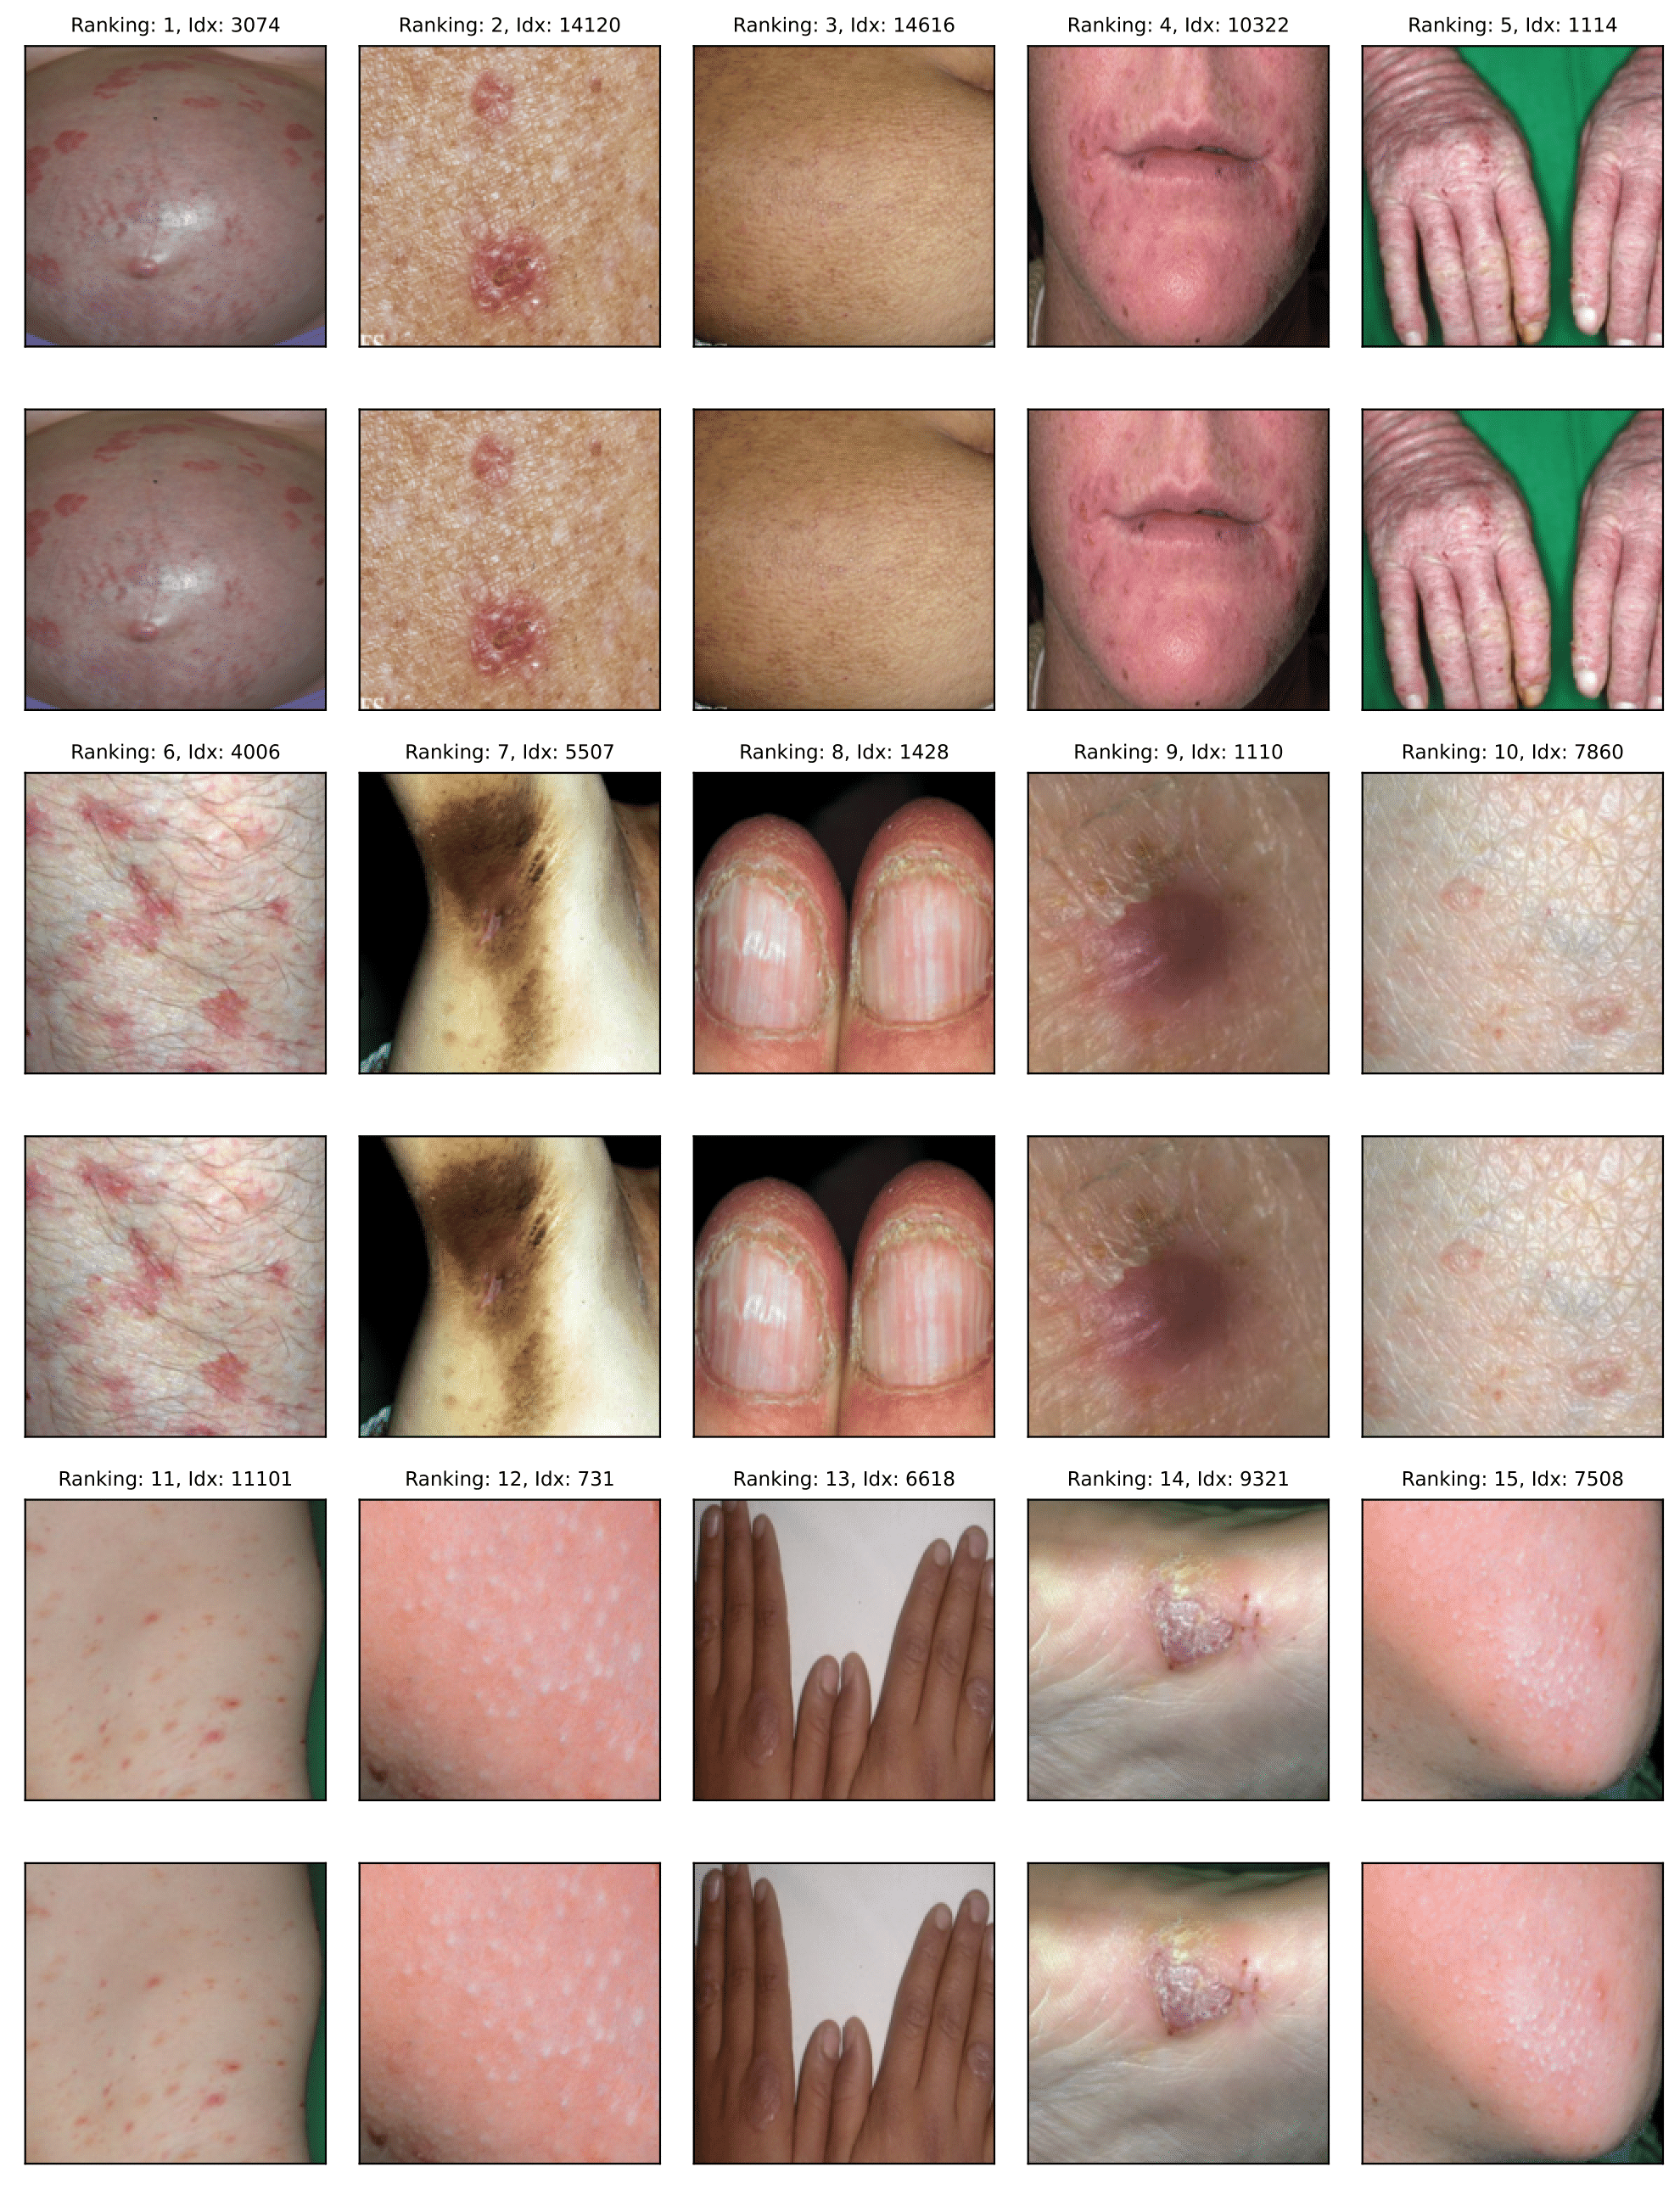 Ranking: 1, Idx: 3074
Ranking: 2, Idx: 14120
Ranking: 3, Idx: 14616
Ranking: 4, Idx: 10322
Ranking: 5, Idx: 1114
Ranking: 6, Idx: 4006
Ranking: 7, Idx: 5507
Ranking: 8, Idx: 1428
Ranking: 9, Idx: 1110
Ranking: 10, Idx: 7860
Ranking: 11, Idx: 11101
Ranking: 12, Idx: 731
Ranking: 13, Idx: 6618
Ranking: 14, Idx: 9321
Ranking: 15, Idx: 7508